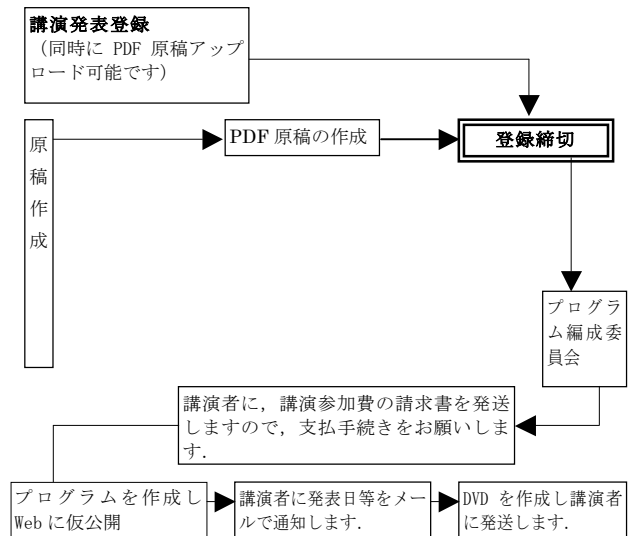 講演発表登録
（同時に PDF 原稿アップ
ロード可能です）
原
稿
作
成
PDF 原稿の作成
登録締切
プログラ
ム編成委
員会
講演者に，講演参加費の請求書を発送
しますので，支払手続きをお願いしま
す．
プログラムを作成し
Web に仮公開
講演者に発表日等をメー
ルで通知します．
DVD を作成し講演者
に発送します．